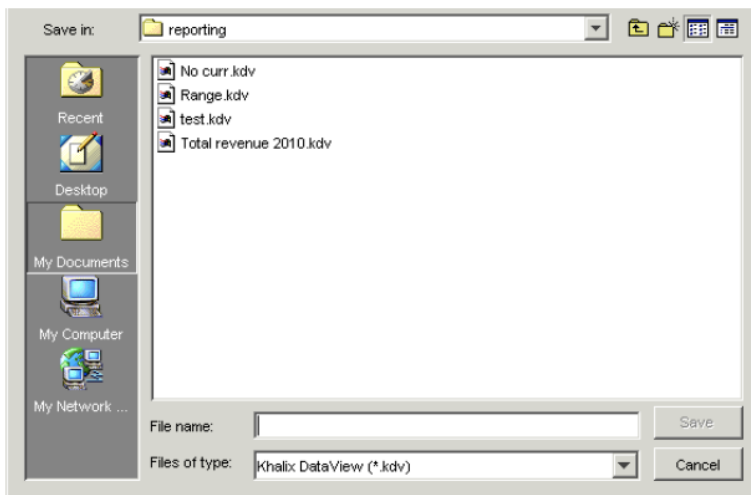 Save in:
reporting
Recent
Desktop
My Documents
My Computer
My Network ...
No curr.kdv
Range.kdv
test.kdv
Total revenue 2010.kdv
File name:
Save
Files of type:
Khalix DataView (*.kdv)
Cancel